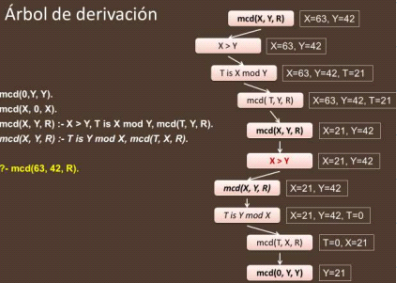 Árbol de derivación
mcd(0,Y, Y).
mcd(X, 0, X).
mcd(X, Y, R) :- X > Y, T is X mod Y, mcd(T, Y, R).
mcd(X, Y, R) :- T is Y mod X, mcd(T, X, R).
?- mcd(63, 42, R).
mcd(X, Y, R) X=63, Y=42
X > Y X=63, Y=42
T is X mod Y X=63, Y=42, T=21
mcd( T, Y, R) X=63, Y=42, T=21
mcd(X, Y, R) X=21, Y=42
X > Y X=21, Y=42
mcd(X, Y, R) X=21, Y=42
T is Y mod X X=21, Y=42, T=0
mcd(T, X, R) T=0, X=21
mcd(0, Y, Y) Y=21